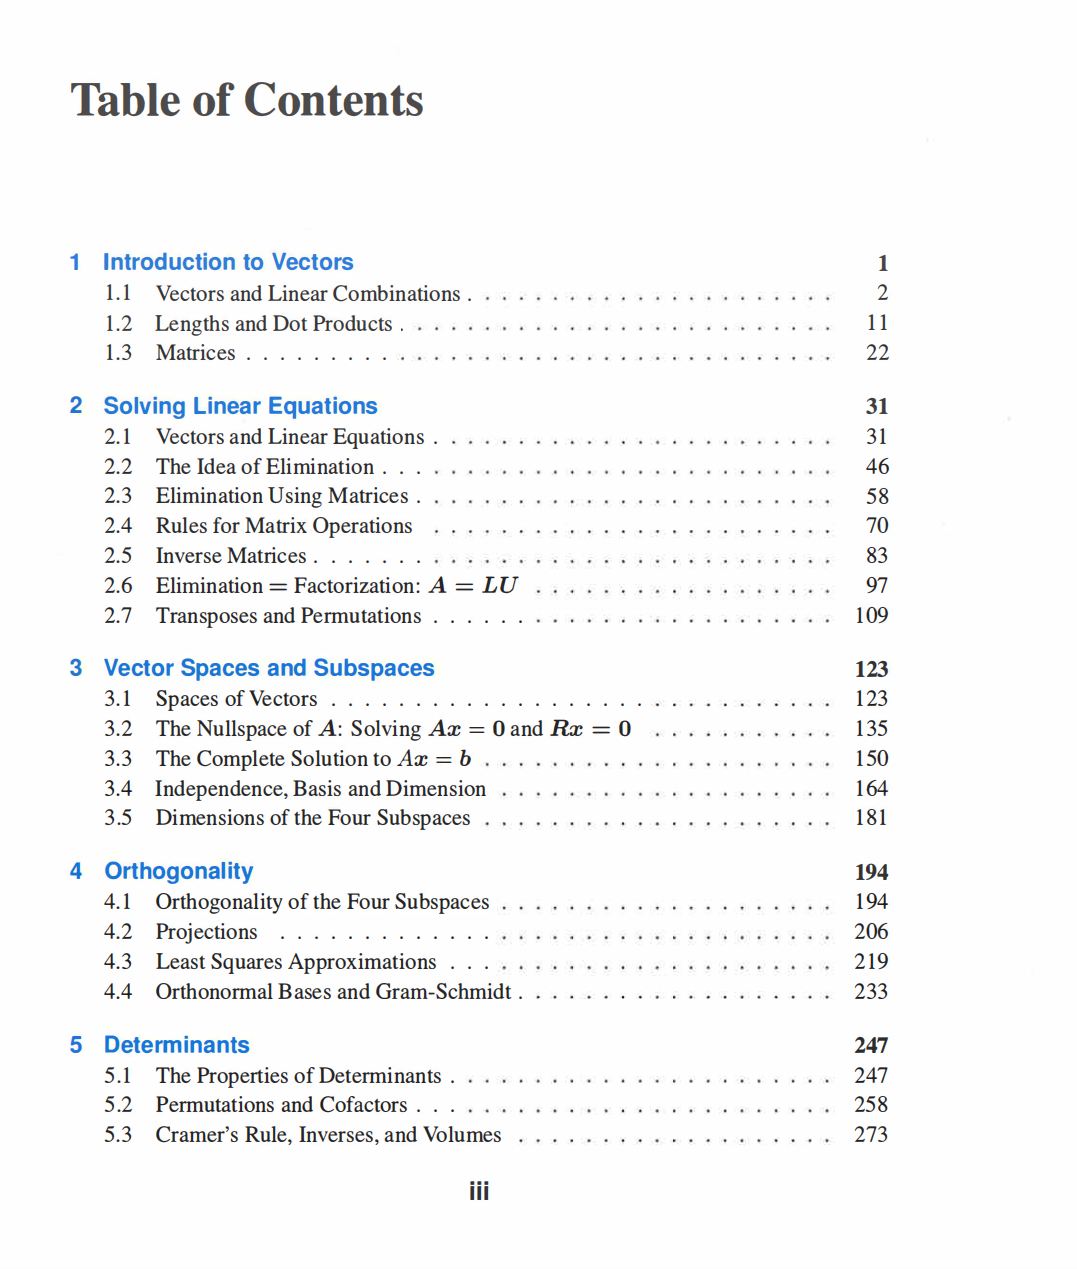 Table of Contents
1 Introduction to Vectors 1
1.1 Vectors and Linear Combinations . . . . . . . . . . . . . . . . . . . . . . 2
1.2 Lengths and Dot Products . . . . . . . . . . . . . . . . . . . . . . . . . . 11
1.3 Matrices . . . . . . . . . . . . . . . . . . . . . . . . . . . . . . . . . . . 22
2 Solving Linear Equations 31
2.1 Vectors and Linear Equations . . . . . . . . . . . . . . . . . . . . . . . . 31
2.2 The Idea of Elimination . . . . . . . . . . . . . . . . . . . . . . . . . . . 46
2.3 Elimination Using Matrices . . . . . . . . . . . . . . . . . . . . . . . . . 58
2.4 Rules for Matrix Operations . . . . . . . . . . . . . . . . . . . . . . . . 70
2.5 Inverse Matrices . . . . . . . . . . . . . . . . . . . . . . . . . . . . . . . 83
2.6 Elimination = Factorization: A = LU . . . . . . . . . . . . . . . . . . 97
2.7 Transposes and Permutations . . . . . . . . . . . . . . . . . . . . . . . . 109
3 Vector Spaces and Subspaces 123
3.1 Spaces of Vectors . . . . . . . . . . . . . . . . . . . . . . . . . . . . . . 123
3.2 The Nullspace of A: Solving Ax = 0 and Rx = 0 . . . . . . . . . . . 135
3.3 The Complete Solution to Ax = b . . . . . . . . . . . . . . . . . . . . . 150
3.4 Independence, Basis and Dimension . . . . . . . . . . . . . . . . . . . . 164
3.5 Dimensions of the Four Subspaces . . . . . . . . . . . . . . . . . . . . . 181
4 Orthogonality 194
4.1 Orthogonality of the Four Subspaces . . . . . . . . . . . . . . . . . . . . 194
4.2 Projections . . . . . . . . . . . . . . . . . . . . . . . . . . . . . . . . . 206
4.3 Least Squares Approximations . . . . . . . . . . . . . . . . . . . . . . . 219
4.4 Orthonormal Bases and Gram-Schmidt . . . . . . . . . . . . . . . . . . . 233
5 Determinants 247
5.1 The Properties of Determinants . . . . . . . . . . . . . . . . . . . . . . . 247
5.2 Permutations and Cofactors . . . . . . . . . . . . . . . . . . . . . . . . . 258
5.3 Cramer's Rule, Inverses, and Volumes . . . . . . . . . . . . . . . . . . . 273
iii